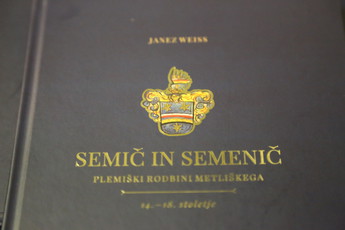 JANEZ WEISS
SEMIČ IN SEMENIČ
PLEMIŠKI RODBINI METLIŠKEGA
14.–18. stoletje